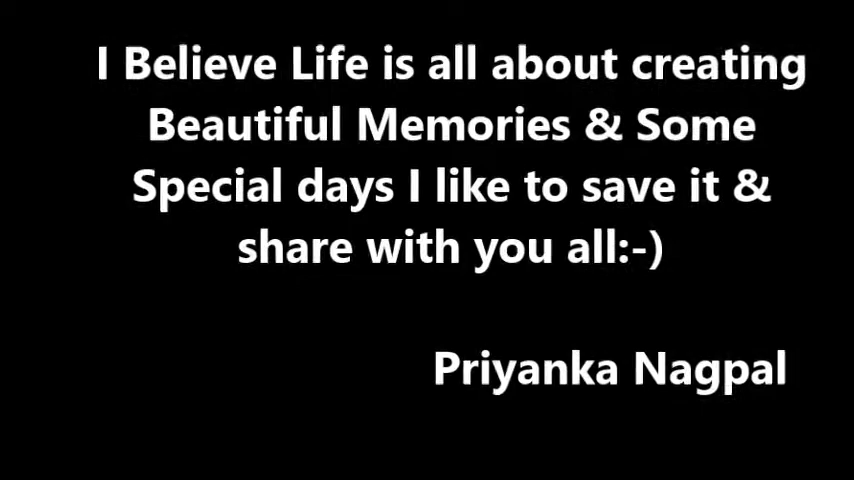 I Believe Life is all about creating
Beautiful Memories & Some
Special days I like to save it &
share with you all:-)
Priyanka Nagpal